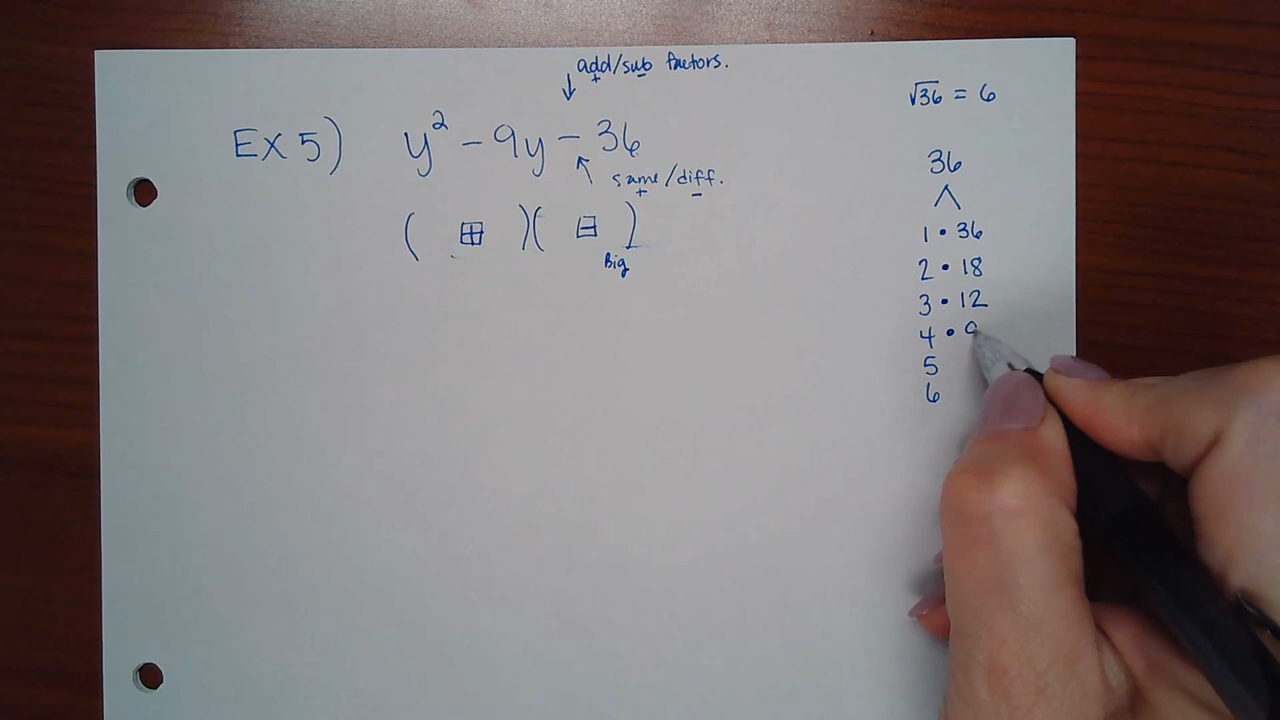 add/sub factors.
+ -
EX 5) y² - 9y - 36
same/diff.
+ -
( + )( - )
Big
√36 = 6
36
1 • 36
2 • 18
3 • 12
4 • 9
5
6